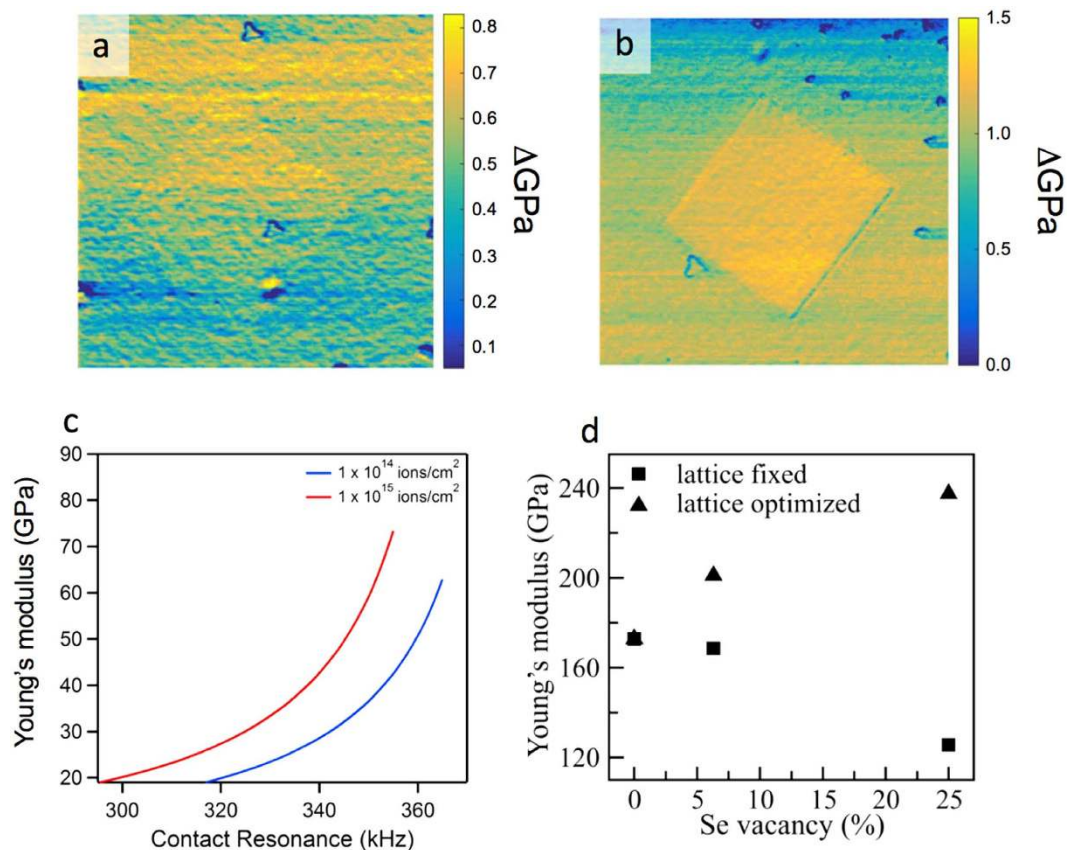 a
0.8
0.7
0.6
0.5
0.4
0.3
0.2
0.1
ΔGPa
b
1.5
1.0
0.5
0.0
ΔGPa
c
Young's modulus (GPa)
90
80
70
60
50
40
30
20
1 x 10¹⁴ ions/cm²
1 x 10¹⁵ ions/cm²
300
320
340
360
Contact Resonance (kHz)
d
Young's modulus (GPa)
240
200
160
120
lattice fixed
lattice optimized
0
5
10
15
20
25
Se vacancy (%)